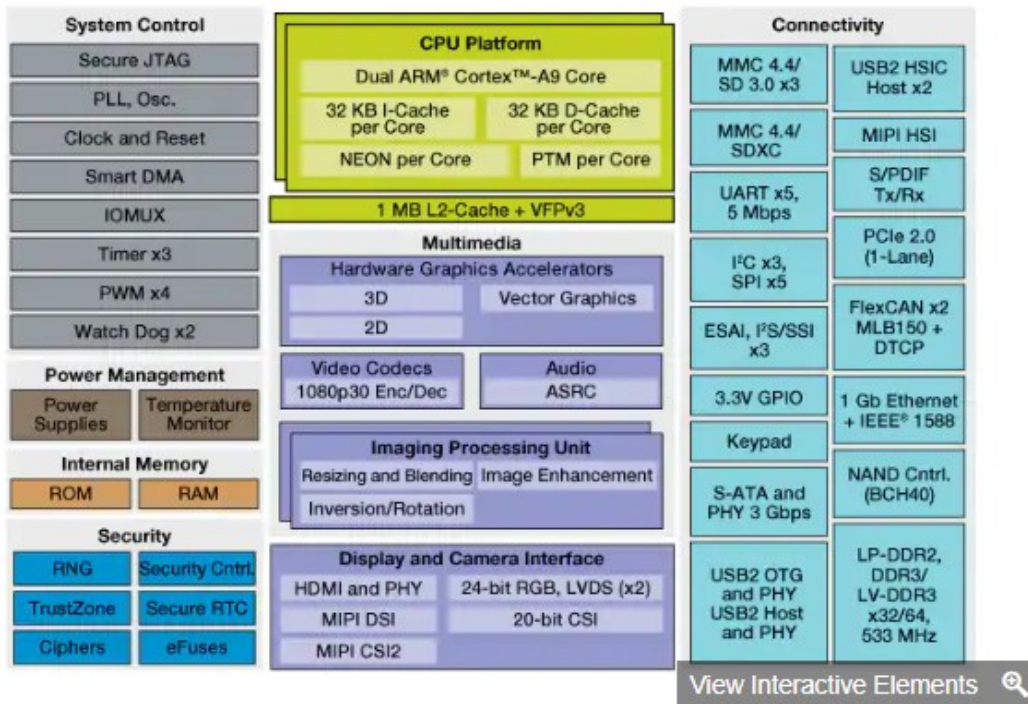 System Control
Secure JTAG
PLL, Osc.
Clock and Reset
Smart DMA
IOMUX
Timer x3
PWM x4
Watch Dog x2
Power Management
Power
Supplies
Temperature
Monitor
Internal Memory
ROM
RAM
Security
RNG
Security Cntrl.
TrustZone
Secure RTC
Ciphers
eFuses
CPU Platform
Dual ARM® Cortex™-A9 Core
32 KB I-Cache
per Core
32 KB D-Cache
per Core
NEON per Core
PTM per Core
1 MB L2-Cache + VFPv3
Multimedia
Hardware Graphics Accelerators
3D
Vector Graphics
2D
Video Codecs
1080p30 Enc/Dec
Audio
ASRC
Imaging Processing Unit
Resizing and Blending
Image Enhancement
Inversion/Rotation
Display and Camera Interface
HDMI and PHY
24-bit RGB, LVDS (x2)
MIPI DSI
20-bit CSI
MIPI CSI2
Connectivity
MMC 4.4/
SD 3.0 x3
MMC 4.4/
SDXC
UART x5,
5 Mbps
I²C x3,
SPI x5
ESAI, I²S/SSI
x3
3.3V GPIO
Keypad
S-ATA and
PHY 3 Gbps
USB2 OTG
and PHY
USB2 Host
and PHY
USB2 HSIC
Host x2
MIPI HSI
S/PDIF
Tx/Rx
PCIe 2.0
(1-Lane)
FlexCAN x2
MLB150 +
DTCP
1 Gb Ethernet
+ IEEE® 1588
NAND Cntrl.
(BCH40)
LP-DDR2,
DDR3/
LV-DDR3
x32/64,
533 MHz
View Interactive Elements